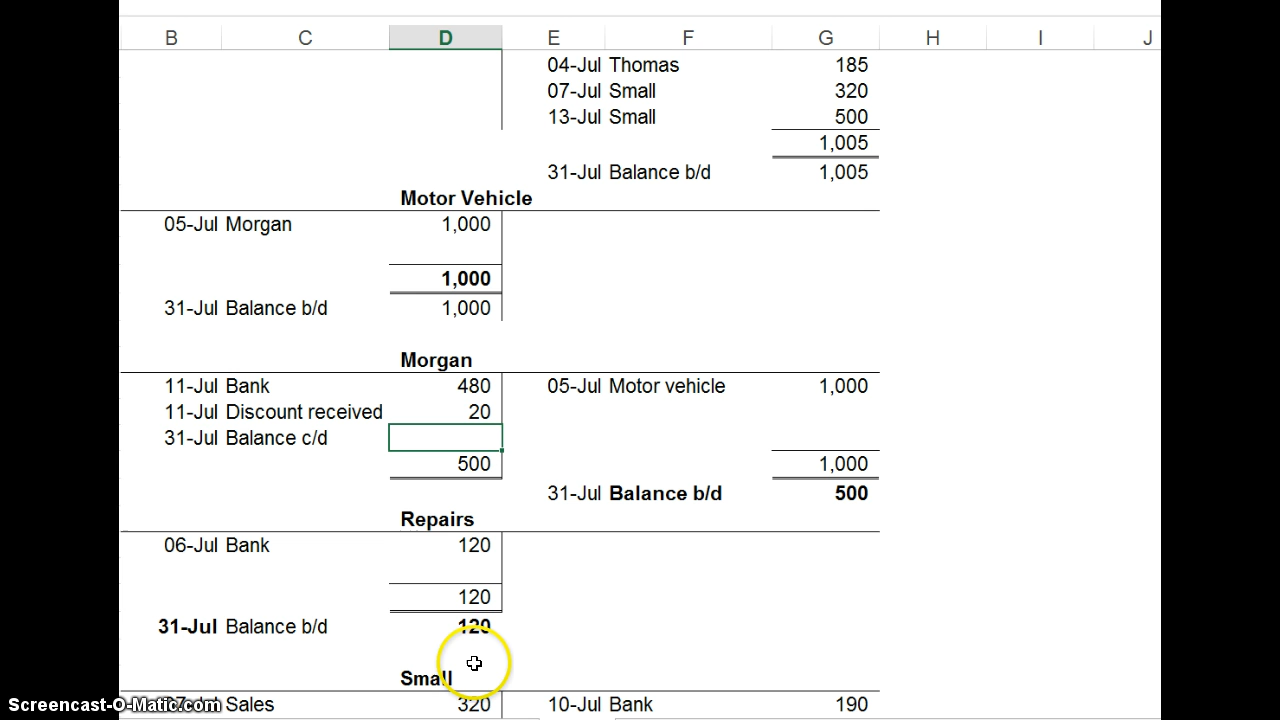 B C D E F G H I J
04-Jul Thomas 185
07-Jul Small 320
13-Jul Small 500
1,005
31-Jul Balance b/d 1,005
Motor Vehicle
05-Jul Morgan 1,000
1,000
31-Jul Balance b/d 1,000
Morgan
11-Jul Bank 480 05-Jul Motor vehicle 1,000
11-Jul Discount received 20
31-Jul Balance c/d
500 1,000
31-Jul Balance b/d 500
Repairs
06-Jul Bank 120
120
31-Jul Balance b/d 120
Small
Screencast-O-Matic.com Sales 320 10-Jul Bank 190